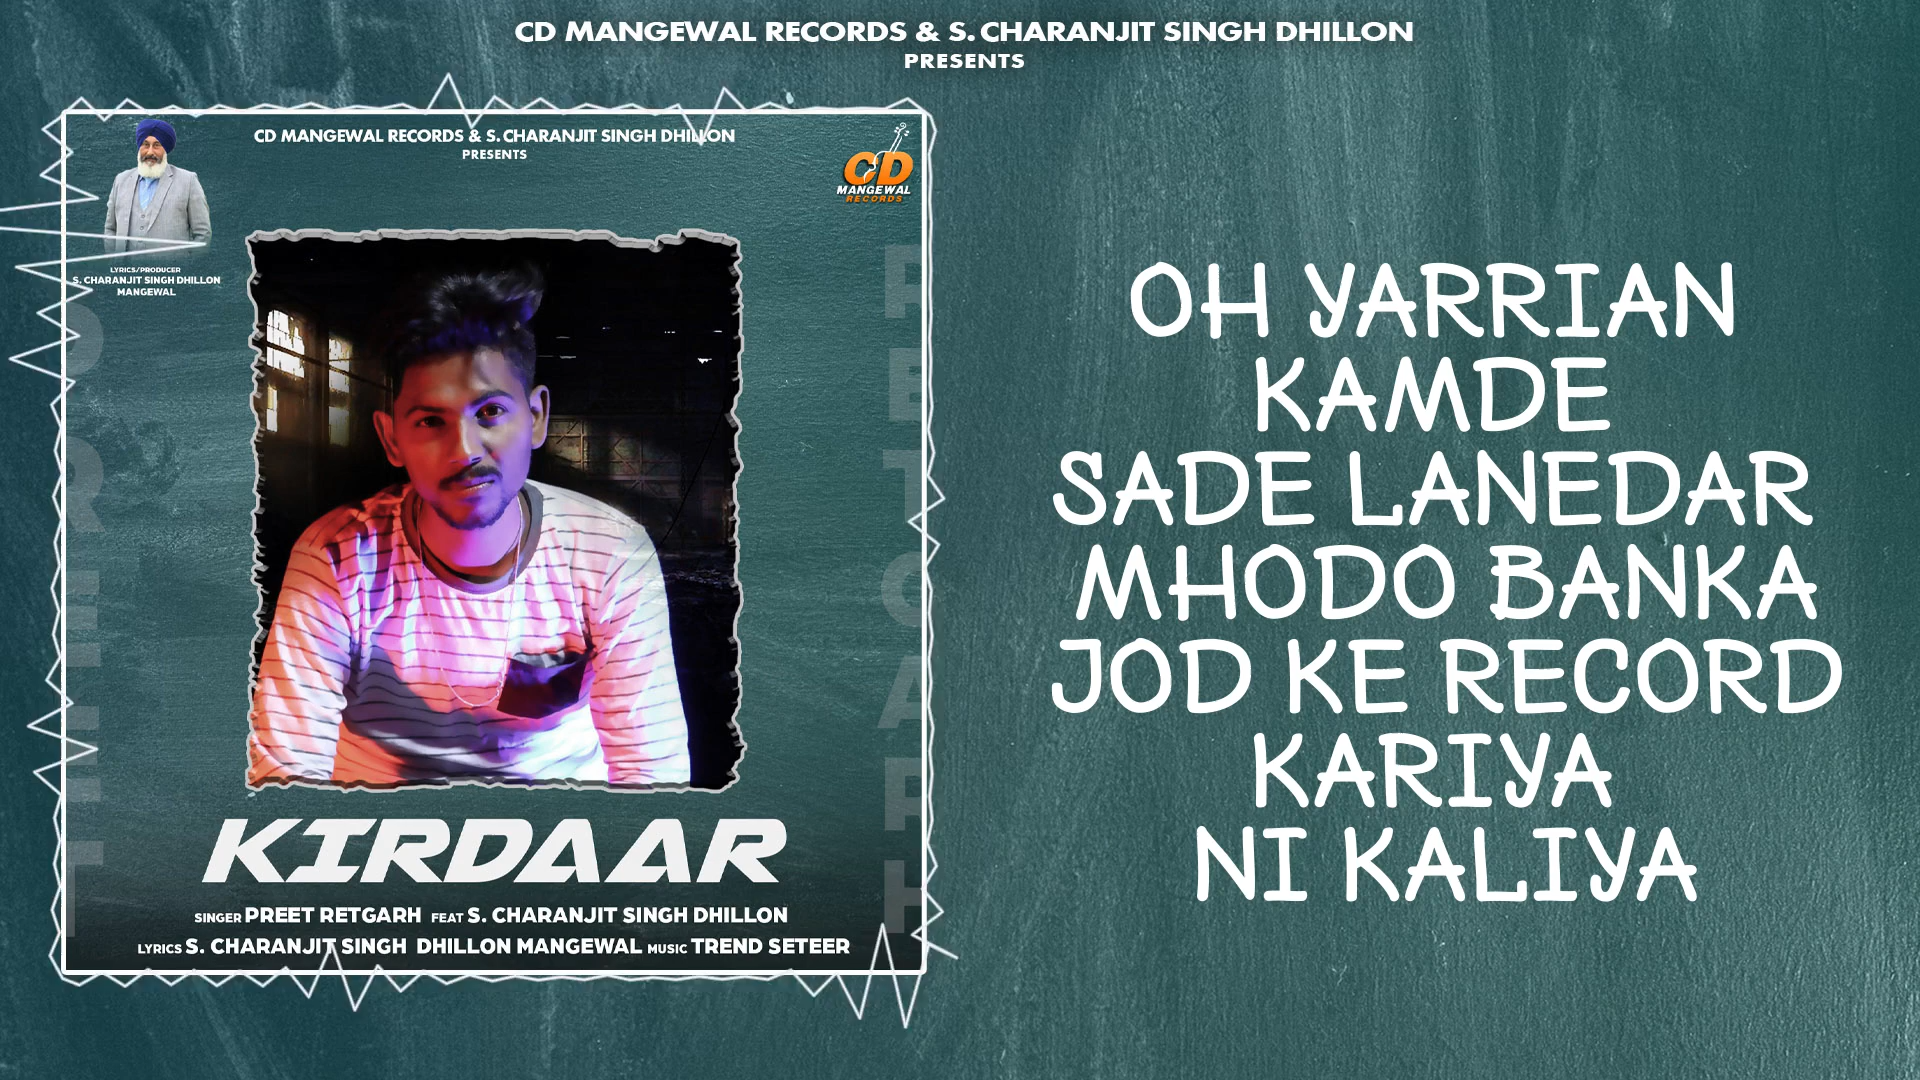 CD MANGEWAL RECORDS & S. CHARANJIT SINGH DHILLON
PRESENTS
CD MANGEWAL RECORDS & S. CHARANJIT SINGH DHILLON
PRESENTS
CD
MANGEWAL
RECORDS
LYRICS/PRODUCER
S. CHARANJIT SINGH DHILLON
MANGEWAL
PREET
RETGARH
KIRDAAR
SINGER PREET RETGARH FEAT S. CHARANJIT SINGH DHILLON
LYRICS S. CHARANJIT SINGH DHILLON MANGEWAL MUSIC TREND SETEER
OH YARRIAN
KAMDE
SADE LANEDAR
MHODO BANKA
JOD KE RECORD
KARIYA
NI KALIYA